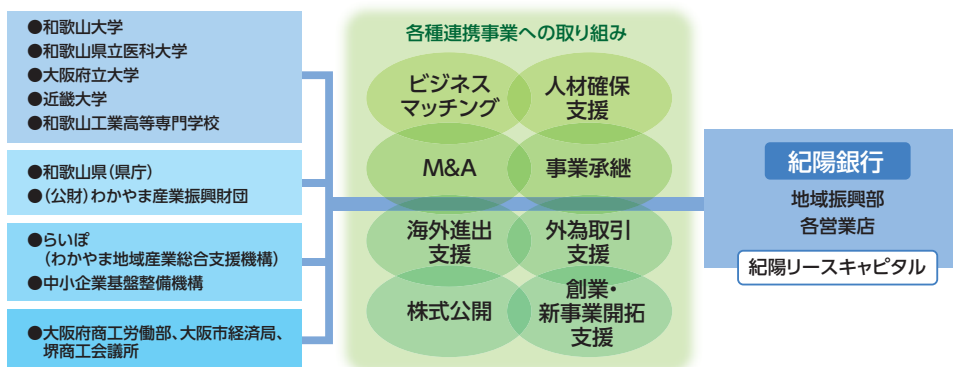 ●和歌山大学
●和歌山県立医科大学
●大阪府立大学
●近畿大学
●和歌山工業高等専門学校
●和歌山県(県庁)
●(公財)わかやま産業振興財団
●らいぽ
(わかやま地域産業総合支援機構)
●中小企業基盤整備機構
●大阪府商工労働部、大阪市経済局、
堺商工会議所
各種連携事業への取り組み
ビジネス
マッチング
人材確保
支援
M&A
事業承継
海外進出
支援
外為取引
支援
株式公開
創業・
新事業開拓
支援
紀陽銀行
地域振興部
各営業店
紀陽リースキャピタル